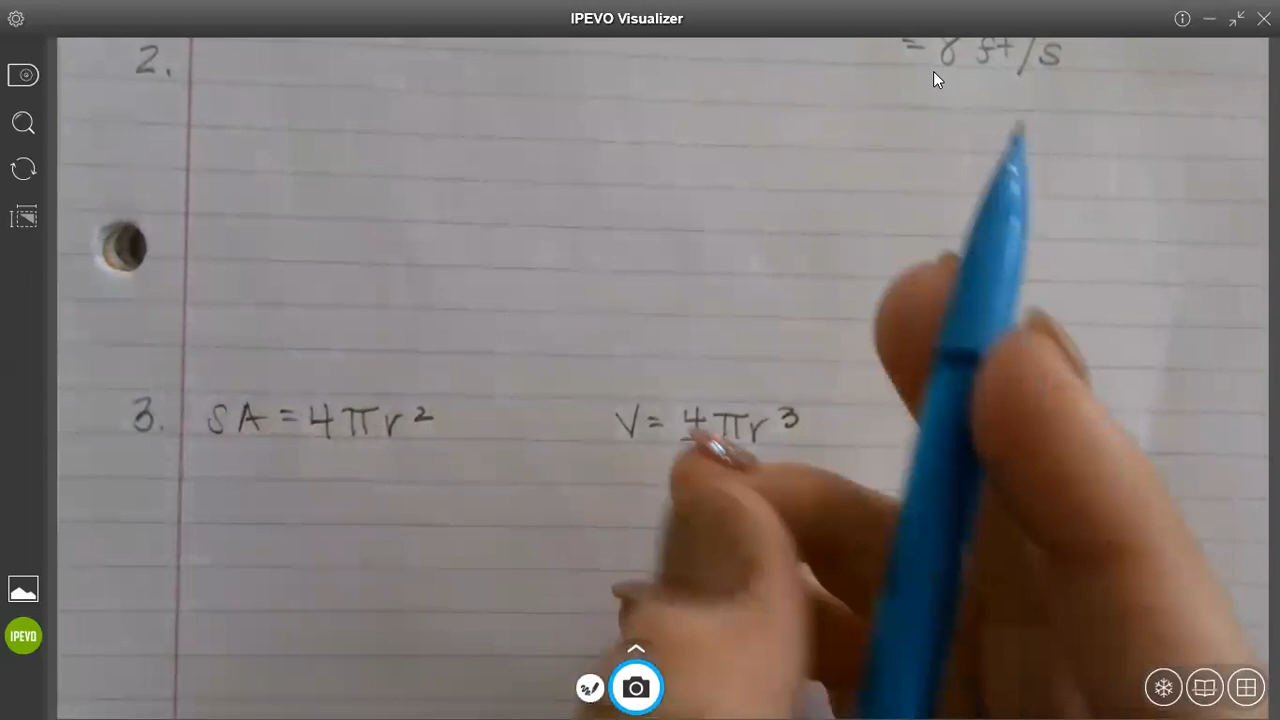 IPEVO Visualizer
= 8 ft/s
2.
3. SA = 4πr² V = 4πr³
IPEVO